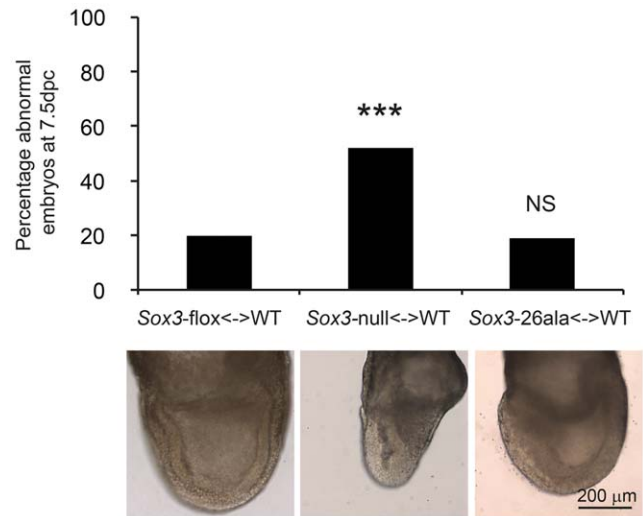 Percentage abnormal
embryos at 7.5dpc
100
80
60
40
20
0
***
NS
Sox3-flox<->WT
Sox3-null<->WT
Sox3-26ala<->WT
200 μm